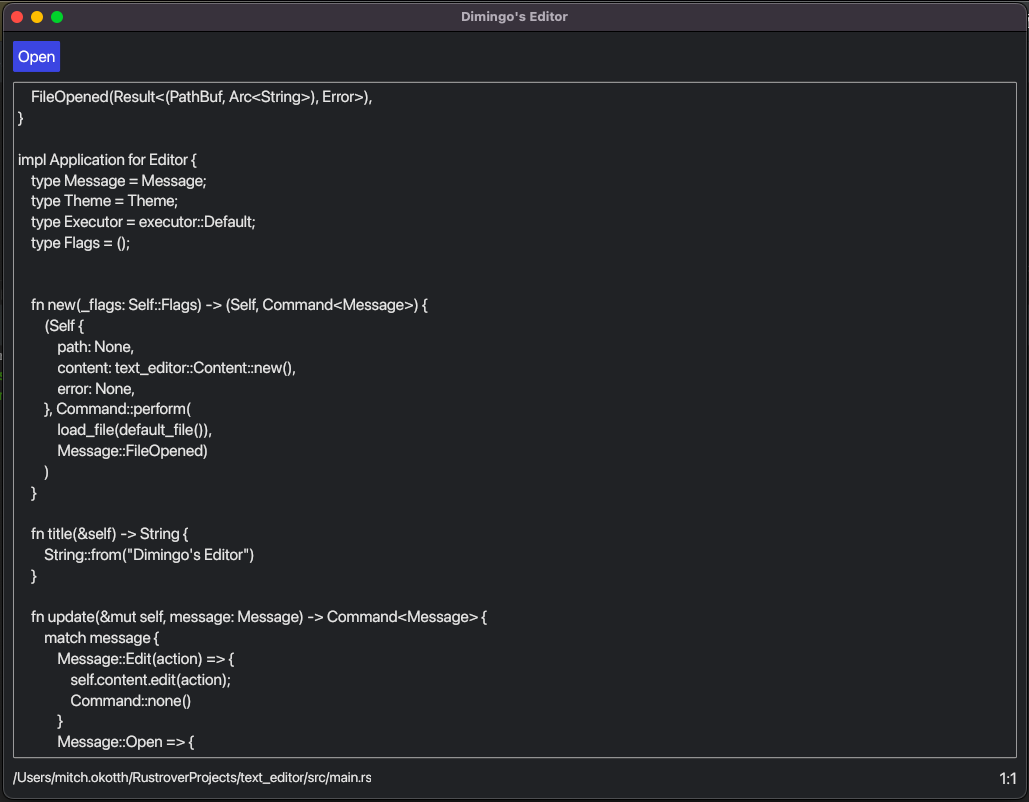 Dimingo's Editor
Open
    FileOpened(Result<(PathBuf, Arc<String>), Error>),
}

impl Application for Editor {
    type Message = Message;
    type Theme = Theme;
    type Executor = executor::Default;
    type Flags = ();


    fn new(_flags: Self::Flags) -> (Self, Command<Message>) {
        (Self {
            path: None,
            content: text_editor::Content::new(),
            error: None,
        }, Command::perform(
            load_file(default_file()),
            Message::FileOpened)
        )
    }

    fn title(&self) -> String {
        String::from("Dimingo's Editor")
    }

    fn update(&mut self, message: Message) -> Command<Message> {
        match message {
            Message::Edit(action) => {
                self.content.edit(action);
                Command::none()
            }
            Message::Open => {
/Users/mitch.okotth/RustroverProjects/text_editor/src/main.rs
1:1